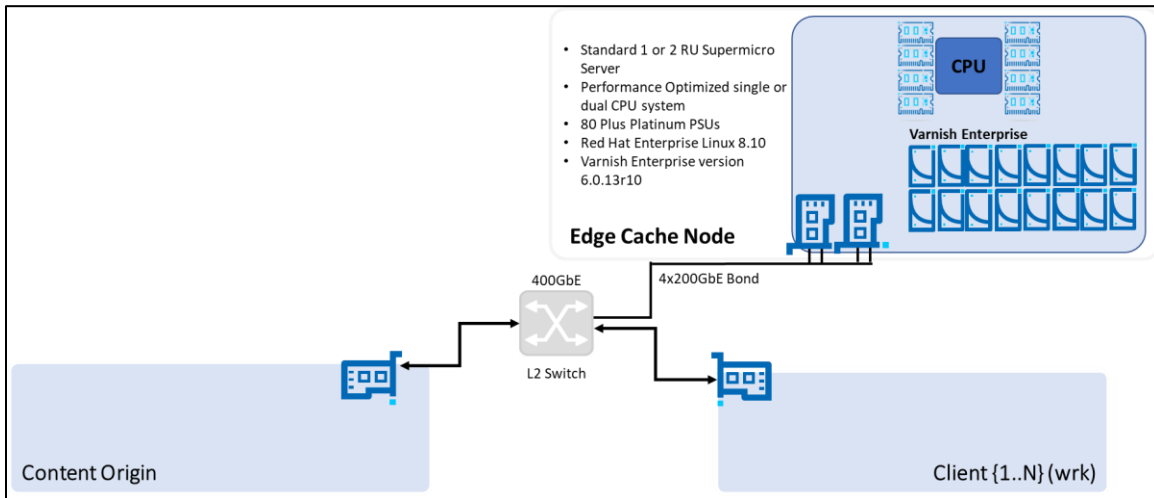 • Standard 1 or 2 RU Supermicro
Server
• Performance Optimized single or
dual CPU system
• 80 Plus Platinum PSUs
• Red Hat Enterprise Linux 8.10
• Varnish Enterprise version
6.0.13r10
CPU
Varnish Enterprise
Edge Cache Node
400GbE
4x200GbE Bond
L2 Switch
Content Origin
Client {1..N} (wrk)